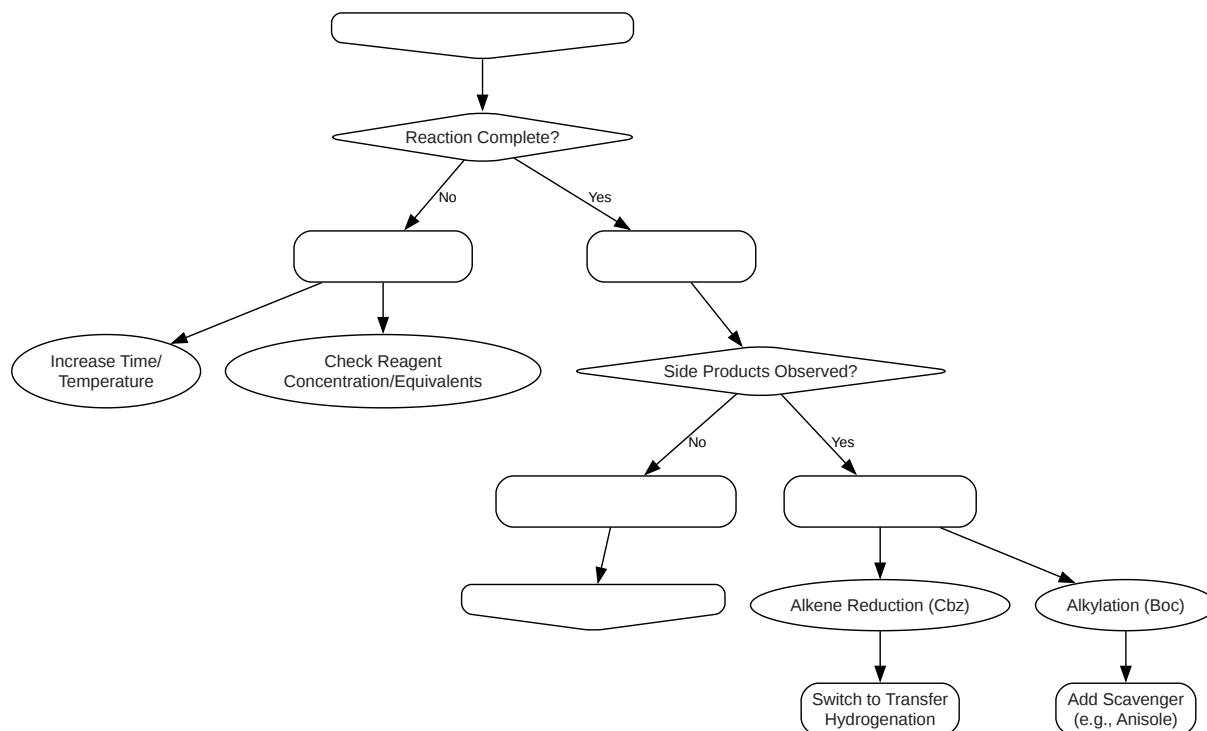 Reaction Complete?
No
Yes
Increase Time/
Temperature
Check Reagent
Concentration/Equivalents
Side Products Observed?
No
Yes
Alkene Reduction (Cbz)
Alkylation (Boc)
Switch to Transfer
Hydrogenation
Add Scavenger
(e.g., Anisole)